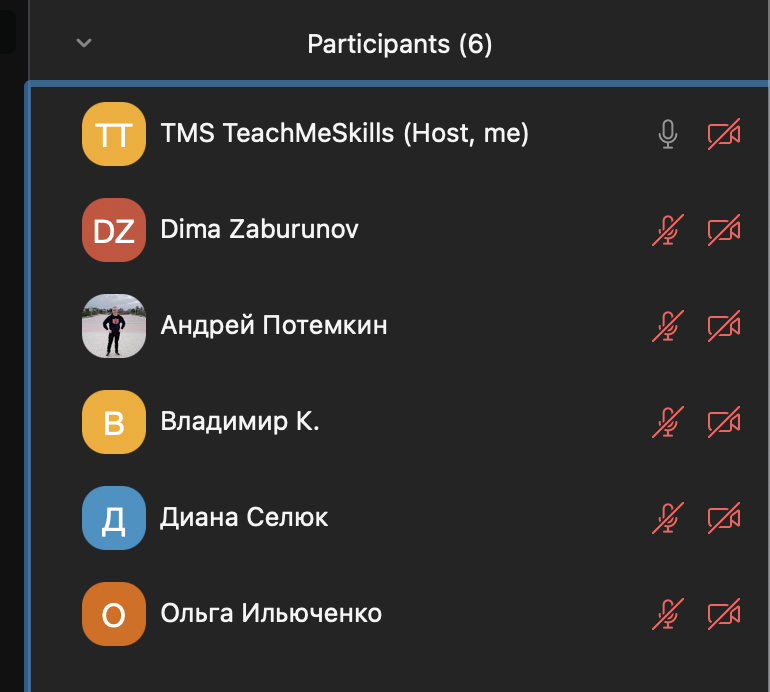 Participants (6)
TT TMS TeachMeSkills (Host, me)
DZ Dima Zaburunov
Андрей Потемкин
В Владимир К.
Д Диана Селюк
О Ольга Ильюченко